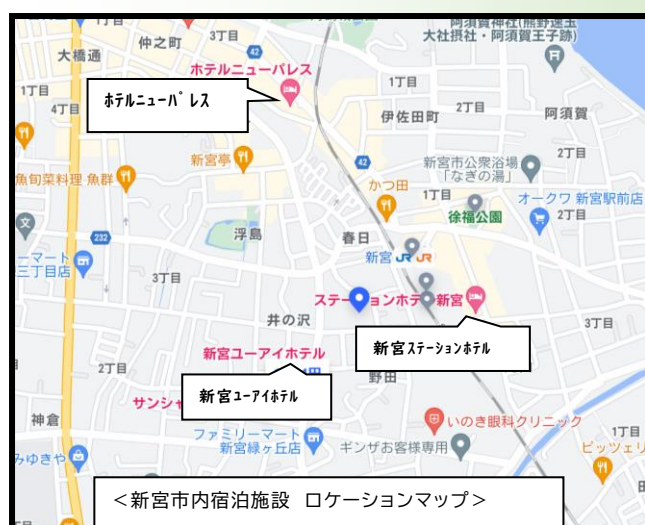 阿須賀神社(熊野速玉
大社摂社・阿須賀王子跡)
3丁目
仲之町
大橋通
42
ホテルニューパレス
1丁目
1丁目
ホテルニューパレス
4丁目
伊佐田町
2丁目
阿須賀
新宮亭
42
新宮市公衆浴場
「なぎの湯」
2丁目
魚旬菜料理 魚群
かつ田
1丁目
オークワ 新宮駅前店
徐福公園
2丁目
文
浮島
春日
232
新宮
JR JR
ーマート
三丁目店
3丁目
ステーションホテル新宮
井の沢
3丁目
新宮ステーションホテル
新宮ユーアイホテル
2丁目
野田
新宮ユーアイホテル
サンシャ
神倉
いのき眼科クリニック
1丁目
ファミリーマート
新宮緑ヶ丘店
ギンザお客様専用
みゆきや
ピッツェリ
<新宮市内宿泊施設 ロケーションマップ>